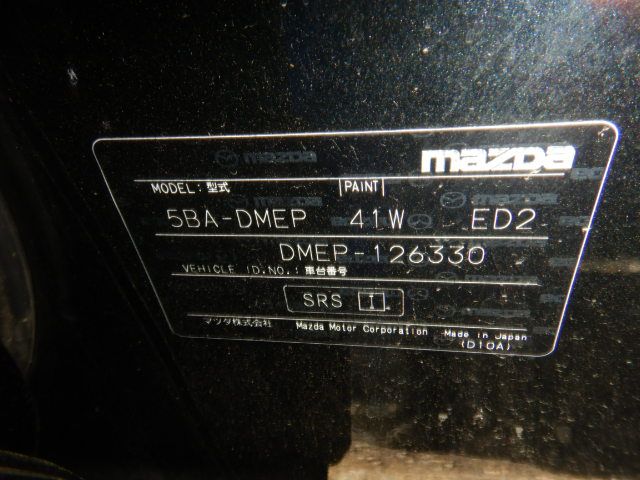 mazda
MODEL: 型式 PAINT
5BA-DMEP 41W ED2
DMEP-126330
VEHICLE ID.NO.: 車台番号
SRS I
マツダ株式会社 Mazda Motor Corporation Made in Japan
(D10A)